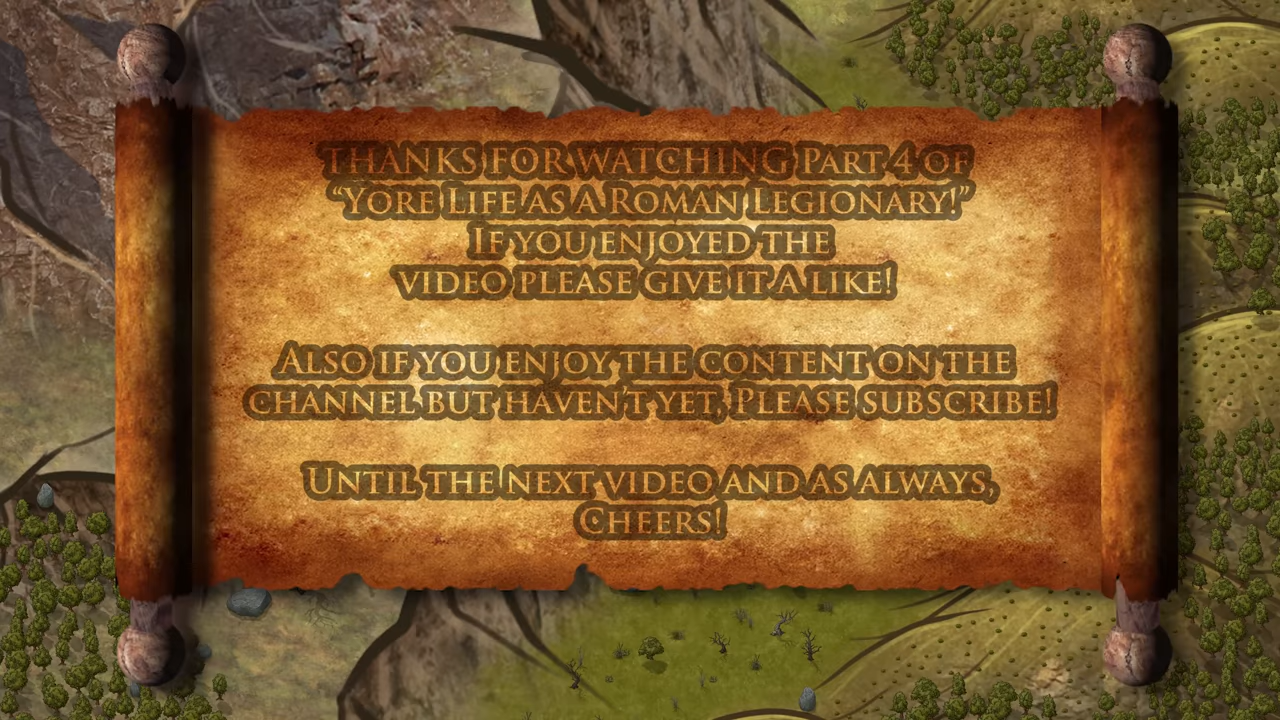 THANKS FOR WATCHING PART 4 OF
“YORE LIFE AS A ROMAN LEGIONARY!”
IF YOU ENJOYED THE
VIDEO PLEASE GIVE IT A LIKE!
ALSO IF YOU ENJOY THE CONTENT ON THE
CHANNEL BUT HAVEN'T YET, PLEASE SUBSCRIBE!
UNTIL THE NEXT VIDEO AND AS ALWAYS,
CHEERS!